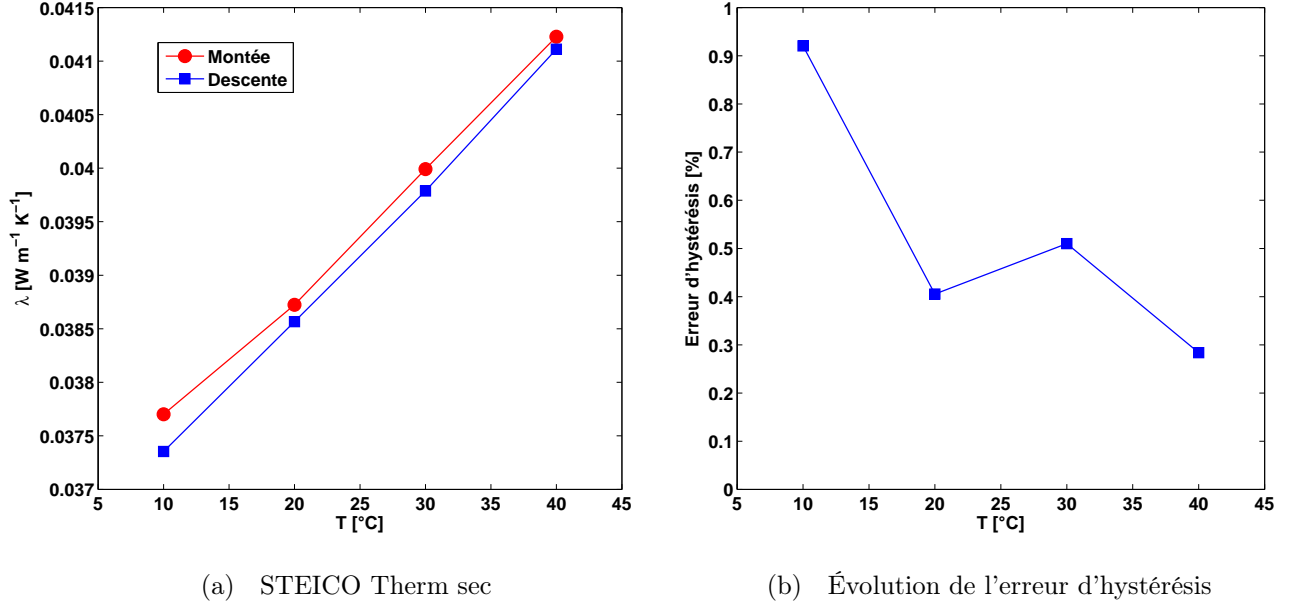 0.0415
0.041
0.0405
0.04
0.0395
0.039
0.0385
0.038
0.0375
0.037
5 10 15 20 25 30 35 40 45
T [°C]
λ [W m⁻¹ K⁻¹]
Montée
Descente
(a) STEICO Therm sec
1
0.9
0.8
0.7
0.6
0.5
0.4
0.3
0.2
0.1
0
5 10 15 20 25 30 35 40 45
T [°C]
Erreur d'hystérésis [%]
(b) Évolution de l'erreur d'hystérésis